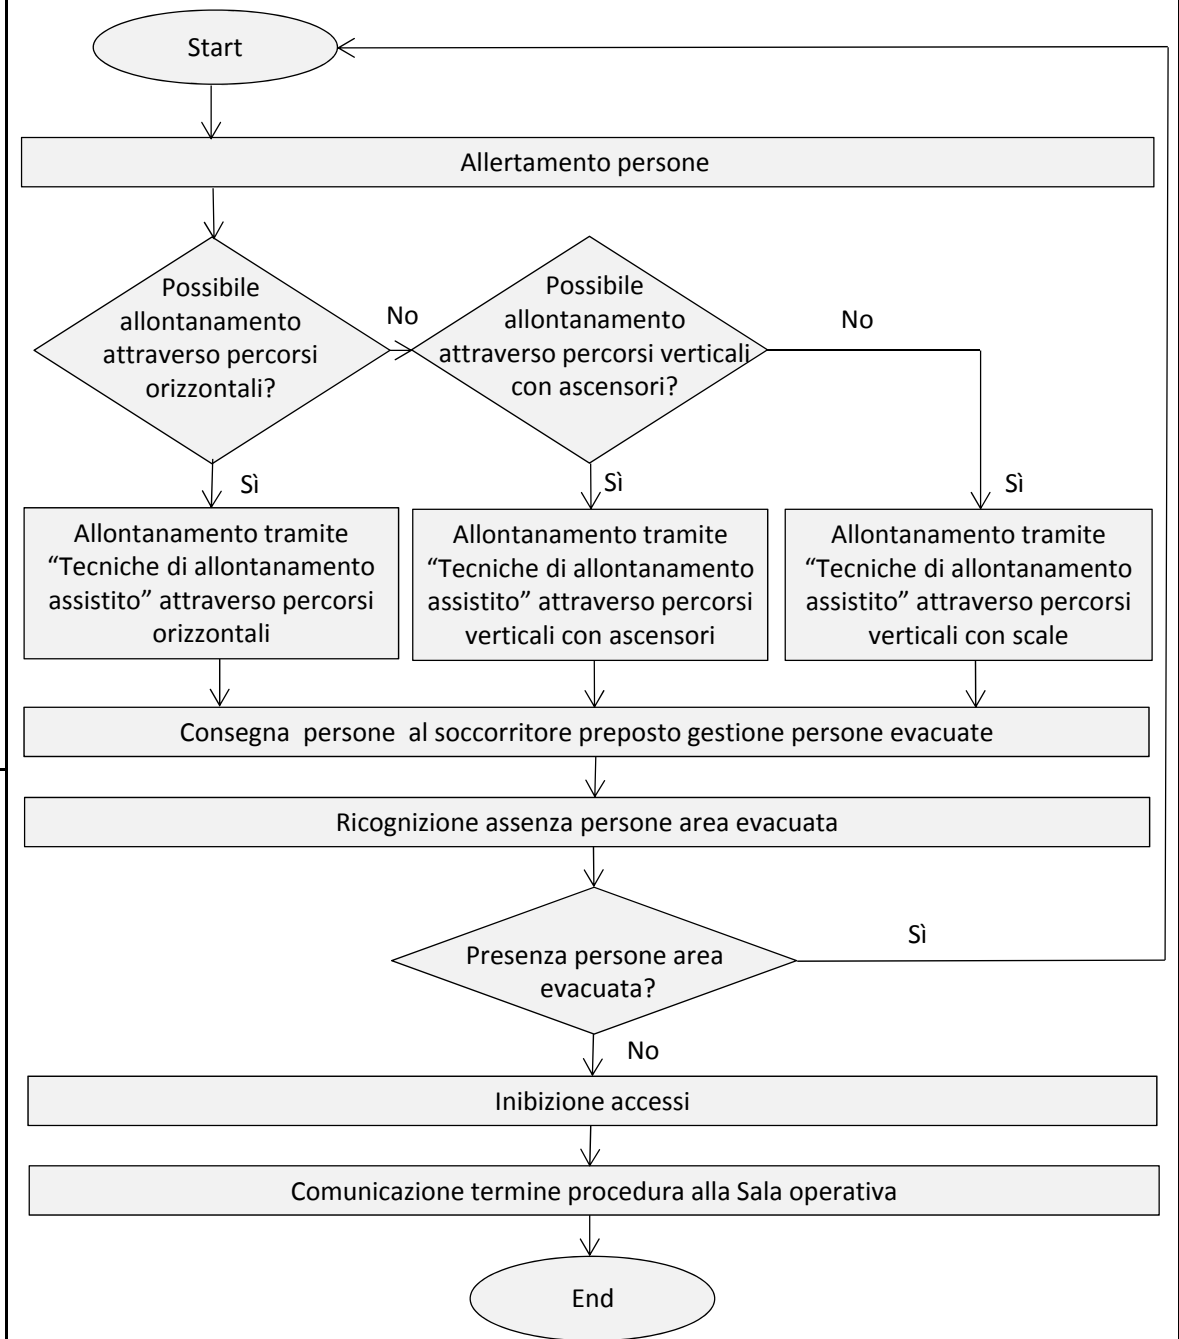 Start
Allertamento persone
Possibile
allontanamento
attraverso percorsi
orizzontali?
No
Possibile
allontanamento
attraverso percorsi verticali
con ascensori?
No
Sì
Sì
Sì
Allontanamento tramite
“Tecniche di allontanamento
assistito” attraverso percorsi
orizzontali
Allontanamento tramite
“Tecniche di allontanamento
assistito” attraverso percorsi
verticali con ascensori
Allontanamento tramite
“Tecniche di allontanamento
assistito” attraverso percorsi
verticali con scale
Consegna persone al soccorritore preposto gestione persone evacuate
Ricognizione assenza persone area evacuata
Presenza persone area
evacuata?
Sì
No
Inibizione accessi
Comunicazione termine procedura alla Sala operativa
End